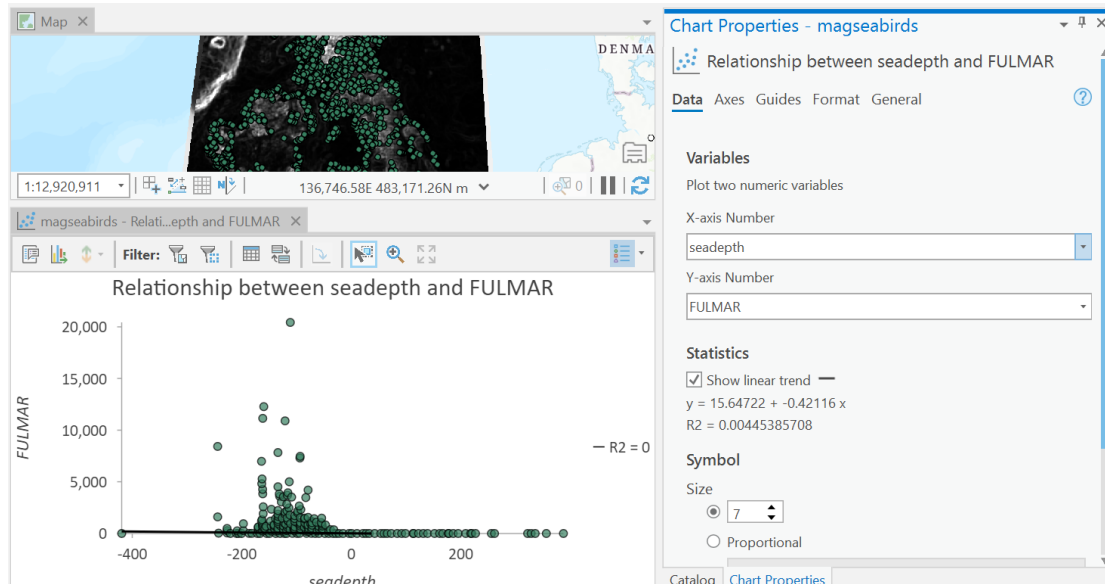 Map
DENMA
1:12,920,911
136,746.58E 483,171.26N m
0
magseabirds - Relati...epth and FULMAR
Filter:
Relationship between seadepth and FULMAR
20,000
15,000
10,000
5,000
0
FULMAR
-400
-200
0
200
seadepth
R2 = 0
Chart Properties - magseabirds
Relationship between seadepth and FULMAR
Data Axes Guides Format General
Variables
Plot two numeric variables
X-axis Number
seadepth
Y-axis Number
FULMAR
Statistics
Show linear trend
y = 15.64722 + -0.42116 x
R2 = 0.00445385708
Symbol
Size
7
Proportional
Catalog Chart Properties